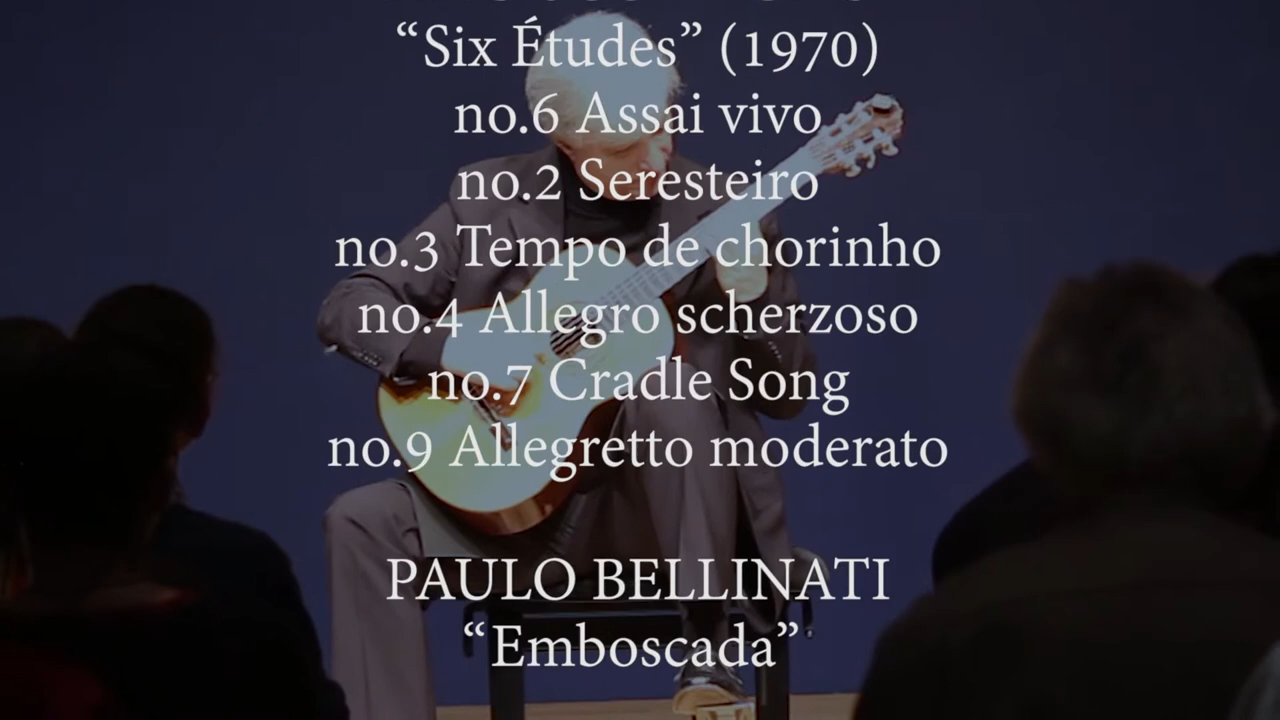 “Six Études” (1970)
no.6 Assai vivo
no.2 Seresteiro
no.3 Tempo de chorinho
no.4 Allegro scherzoso
no.7 Cradle Song
no.9 Allegretto moderato
PAULO BELLINATI
“Emboscada”